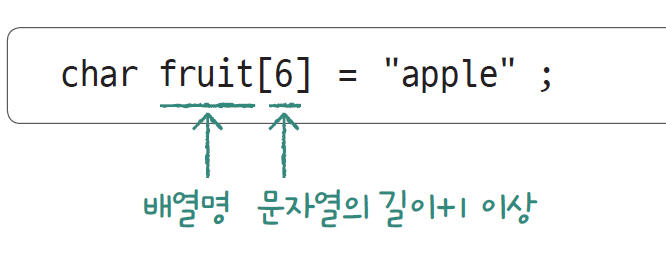 char fruit[6] = "apple" ;
배열명 문자열의 길이+1 이상